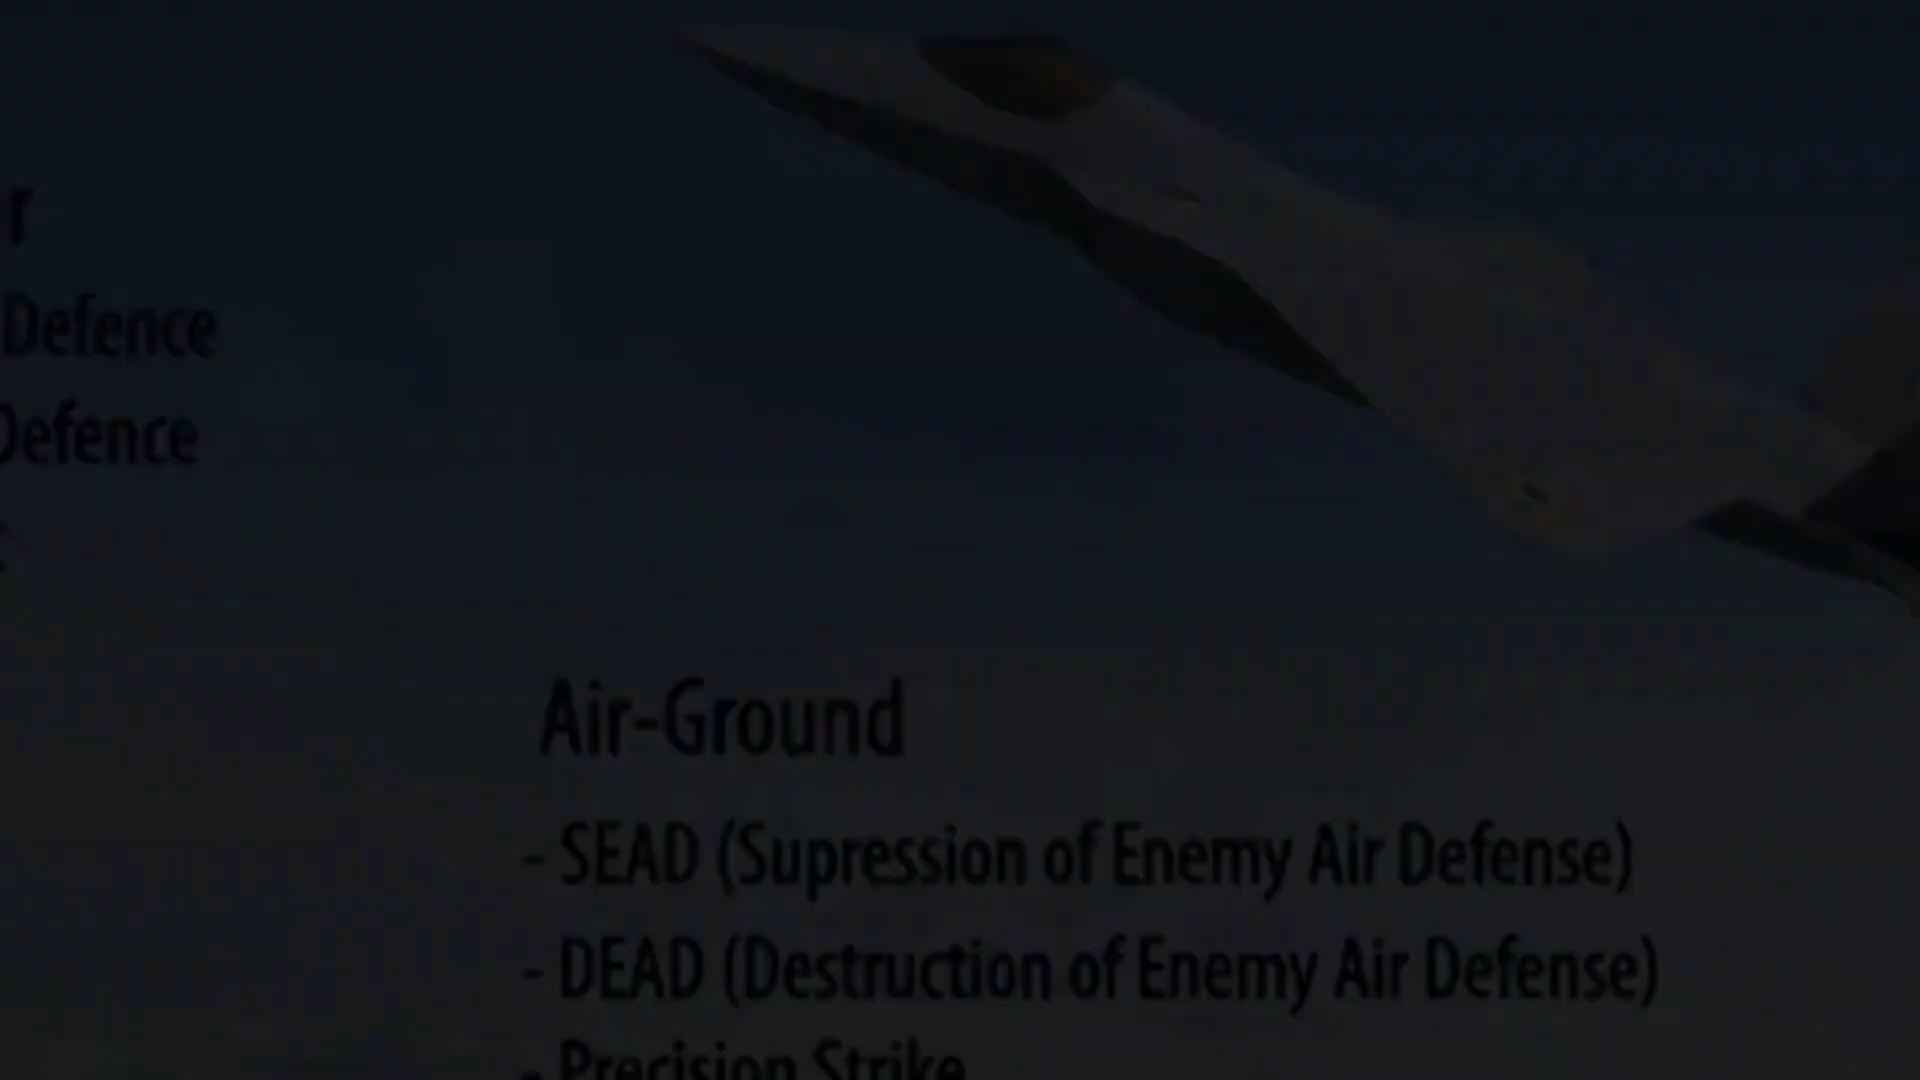 r
Defence
Defence
Air-Ground
- SEAD (Supression of Enemy Air Defense)
- DEAD (Destruction of Enemy Air Defense)
- Precision Strike